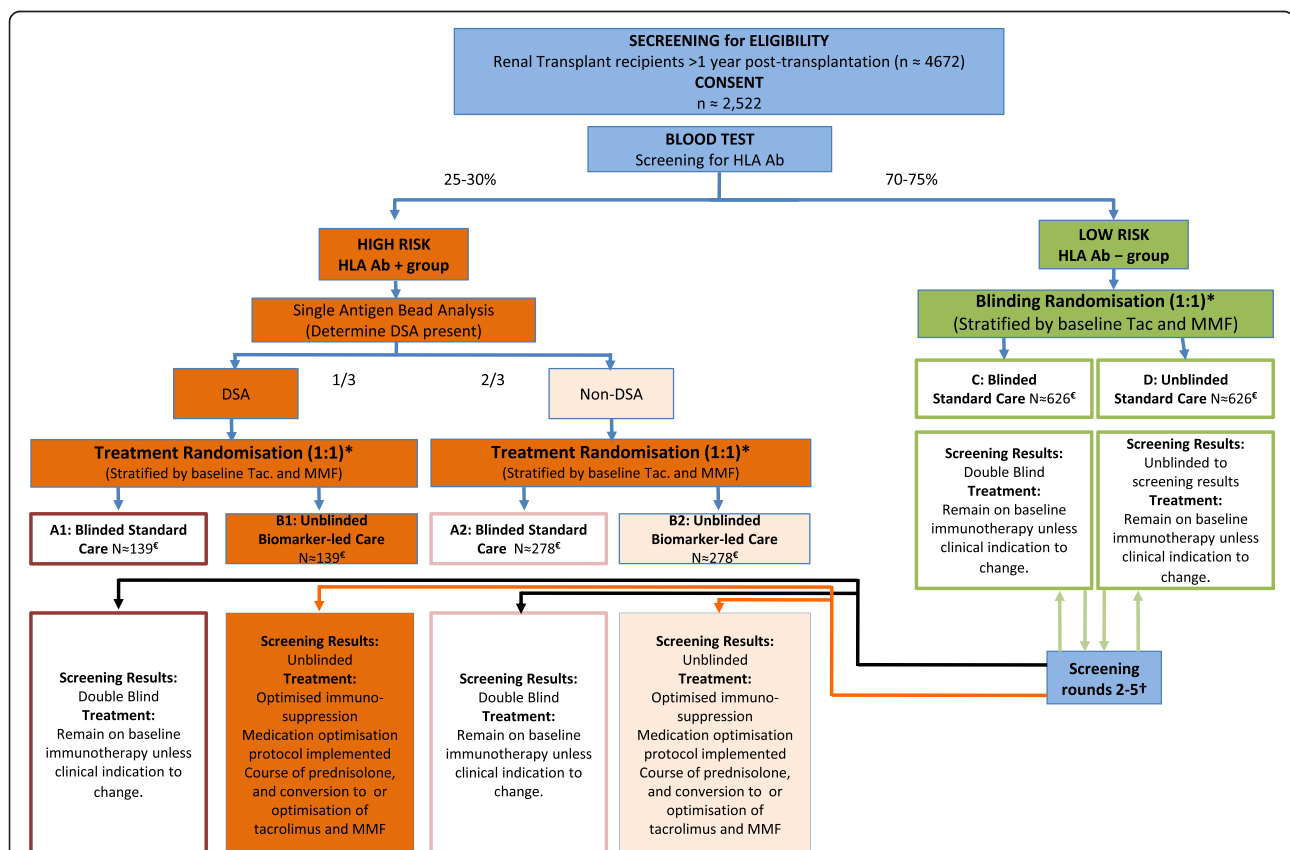 SECREENING for ELIGIBILITY
Renal Transplant recipients >1 year post-transplantation (n ≈ 4672)
CONSENT
n ≈ 2,522
BLOOD TEST
Screening for HLA Ab
25-30%
70-75%
HIGH RISK
HLA Ab + group
LOW RISK
HLA Ab – group
Single Antigen Bead Analysis
(Determine DSA present)
Blinding Randomisation (1:1)*
(Stratified by baseline Tac and MMF)
DSA
1/3
2/3
Non-DSA
C: Blinded
Standard Care N≈626€
D: Unblinded
Standard Care N≈626€
Treatment Randomisation (1:1)*
(Stratified by baseline Tac. and MMF)
Treatment Randomisation (1:1)*
(Stratified by baseline Tac. and MMF)
A1: Blinded Standard
Care N≈139€
B1: Unblinded
Biomarker-led Care
N≈139€
A2: Blinded Standard
Care N≈278€
B2: Unblinded
Biomarker-led Care
N≈278€
Screening Results:
Double Blind
Treatment:
Remain on baseline
immunotherapy unless
clinical indication to
change.
Screening Results:
Unblinded to
screening results
Treatment:
Remain on baseline
immunotherapy unless
clinical indication to
change.
Screening Results:
Double Blind
Treatment:
Remain on baseline
immunotherapy unless
clinical indication to
change.
Screening Results:
Unblinded
Treatment:
Optimised immuno-
suppression
Medication optimisation
protocol implemented
Course of prednisolone,
and conversion to or
optimisation of
tacrolimus and MMF
Screening Results:
Double Blind
Treatment:
Remain on baseline
immunotherapy unless
clinical indication to
change.
Screening Results:
Unblinded
Treatment:
Optimised immuno-
suppression
Medication optimisation
protocol implemented
Course of prednisolone,
and conversion to or
optimisation of
tacrolimus and MMF
Screening
rounds 2-5†